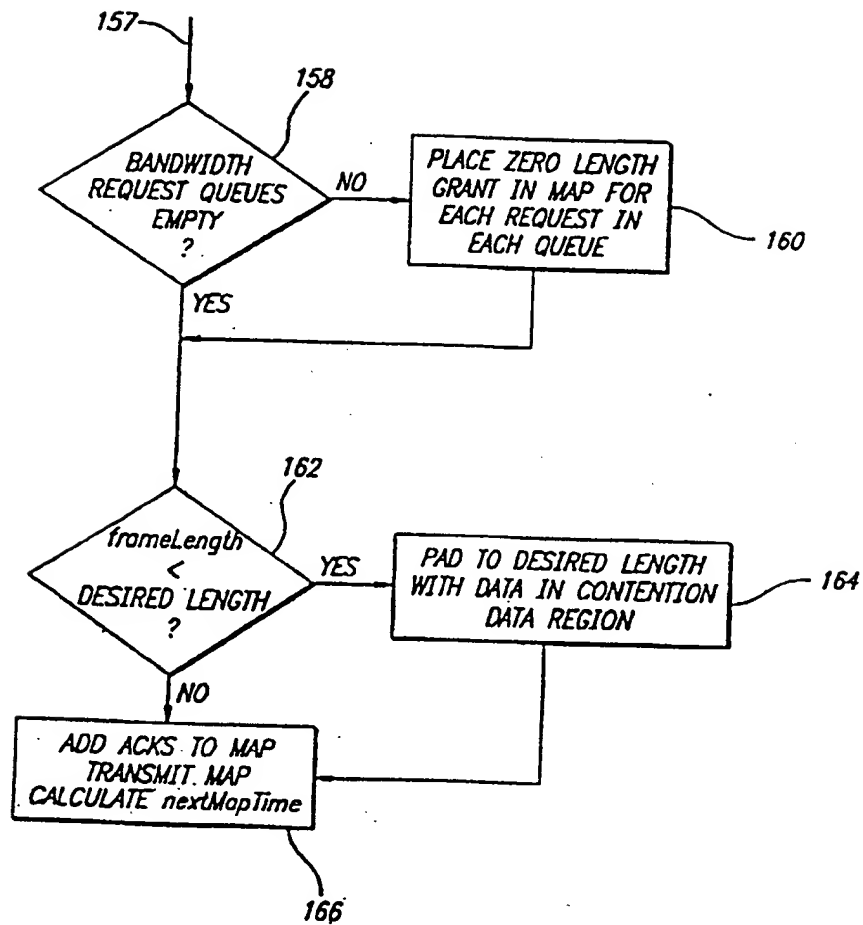 157
158
BANDWIDTH
REQUEST QUEUES
EMPTY
?
NO
PLACE ZERO LENGTH
GRANT IN MAP FOR
EACH REQUEST IN
EACH QUEUE
160
YES
162
frameLength
<
DESIRED LENGTH
?
YES
PAD TO DESIRED LENGTH
WITH DATA IN CONTENTION
DATA REGION
164
NO
ADD ACKS TO MAP
TRANSMIT MAP
CALCULATE nextMapTime
166